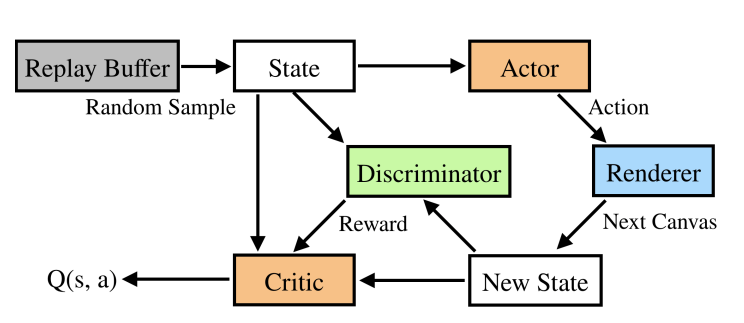 Replay Buffer
State
Actor
Random Sample
Action
Discriminator
Renderer
Reward
Next Canvas
Q(s, a)
Critic
New State